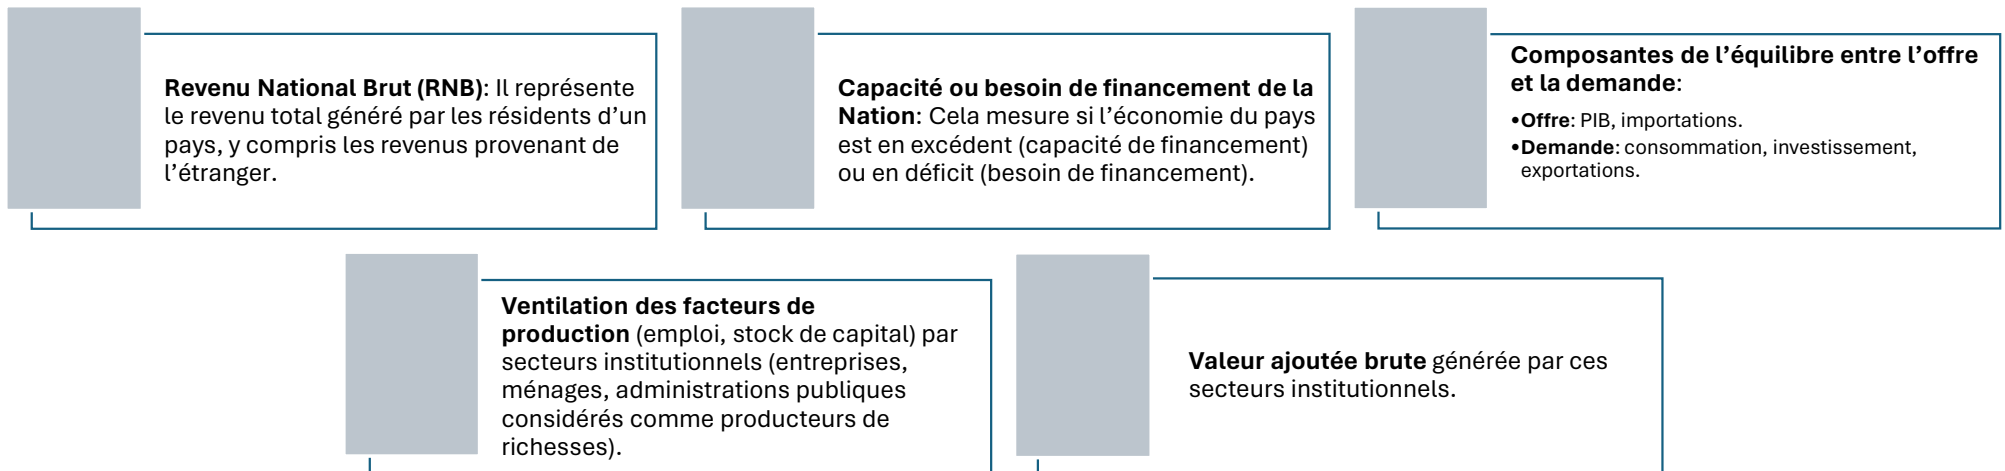 Revenu National Brut (RNB): Il représente
le revenu total généré par les résidents d’un
pays, y compris les revenus provenant de
l’étranger.
Capacité ou besoin de financement de la
Nation: Cela mesure si l’économie du pays
est en excédent (capacité de financement)
ou en déficit (besoin de financement).
Composantes de l’équilibre entre l’offre
et la demande:
•Offre: PIB, importations.
•Demande: consommation, investissement,
exportations.
Ventilation des facteurs de
production (emploi, stock de capital) par
secteurs institutionnels (entreprises,
ménages, administrations publiques
considérés comme producteurs de
richesses).
Valeur ajoutée brute générée par ces
secteurs institutionnels.